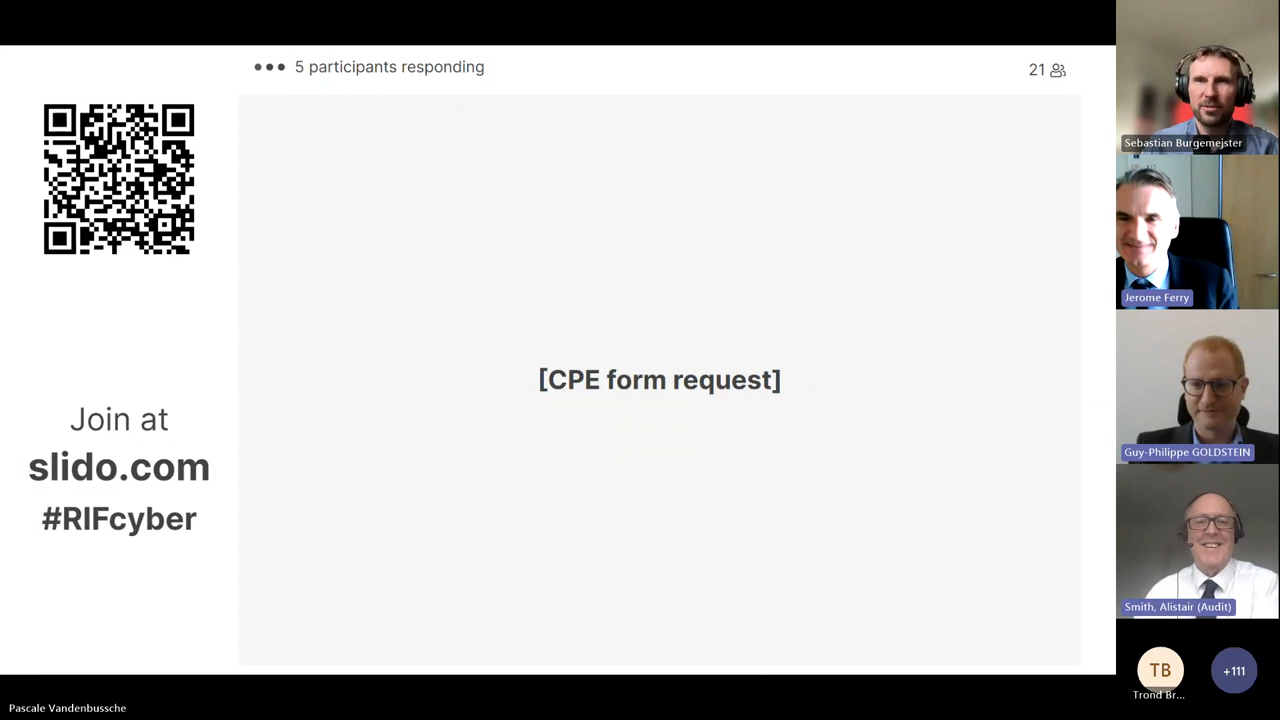 5 participants responding
21
[CPE form request]
Join at
slido.com
#RIFcyber
Sebastian Burgemejster
Jerome Ferry
Guy-Philippe GOLDSTEIN
Smith, Alistair (Audit)
TB
Trond Br...
+111
Pascale Vandenbussche